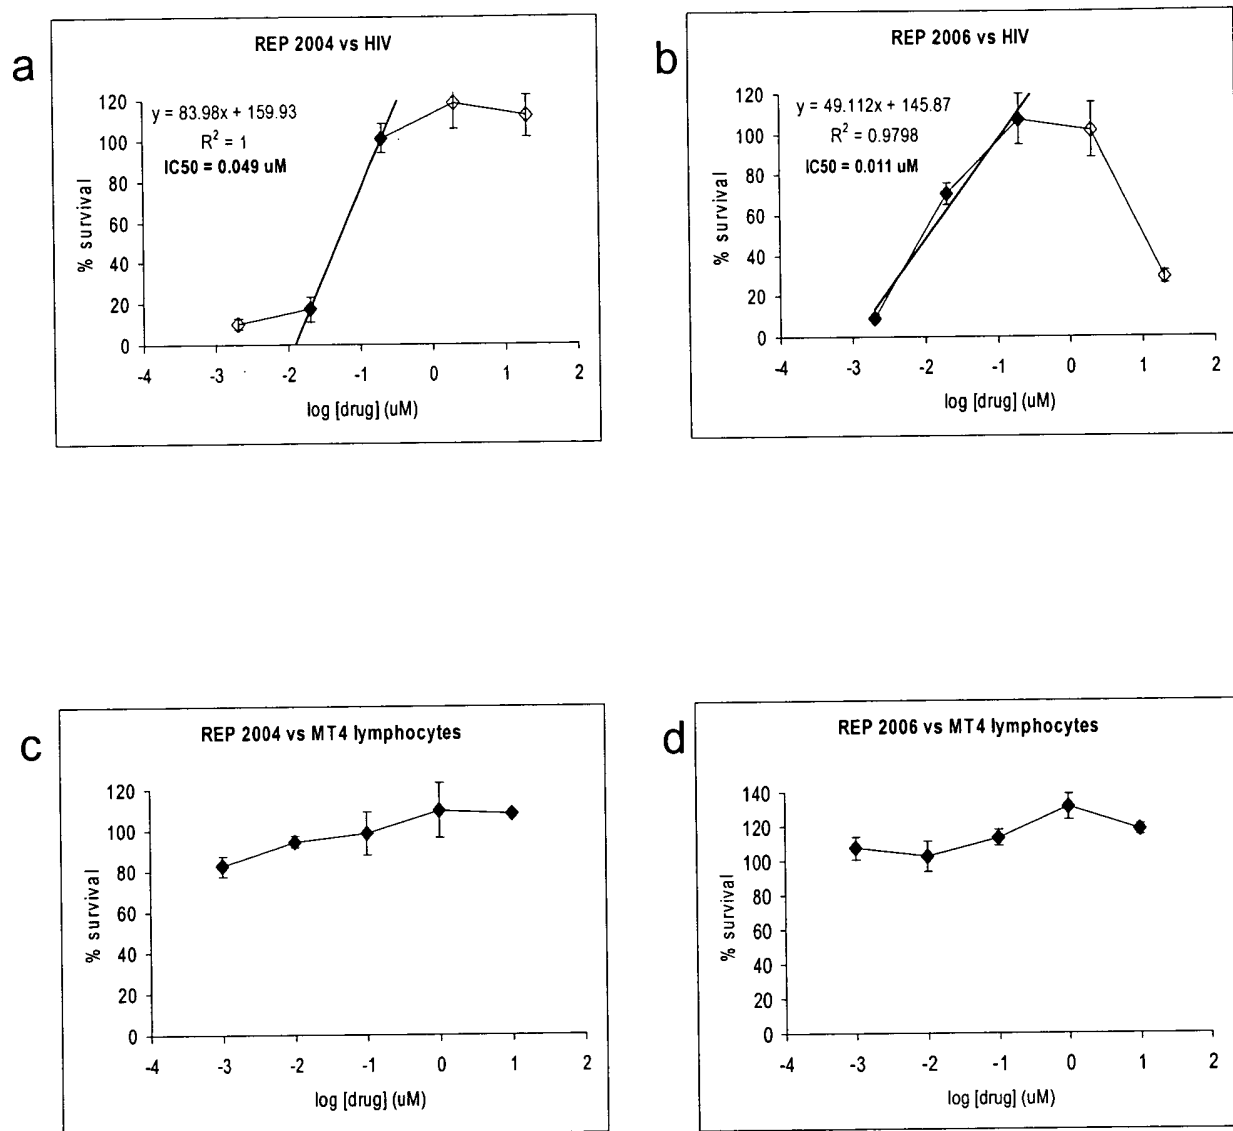 a
REP 2004 vs HIV
y = 83.98x + 159.93
R² = 1
IC50 = 0.049 uM
% survival
120
100
80
60
40
20
0
-4 -3 -2 -1 0 1 2
log [drug] (uM)
b
REP 2006 vs HIV
y = 49.112x + 145.87
R² = 0.9798
IC50 = 0.011 uM
% survival
120
100
80
60
40
20
0
-4 -3 -2 -1 0 1 2
log [drug] (uM)
c
REP 2004 vs MT4 lymphocytes
% survival
120
100
80
60
40
20
0
-4 -3 -2 -1 0 1 2
log [drug] (uM)
d
REP 2006 vs MT4 lymphocytes
% survival
140
120
100
80
60
40
20
0
-4 -3 -2 -1 0 1 2
log [drug] (uM)